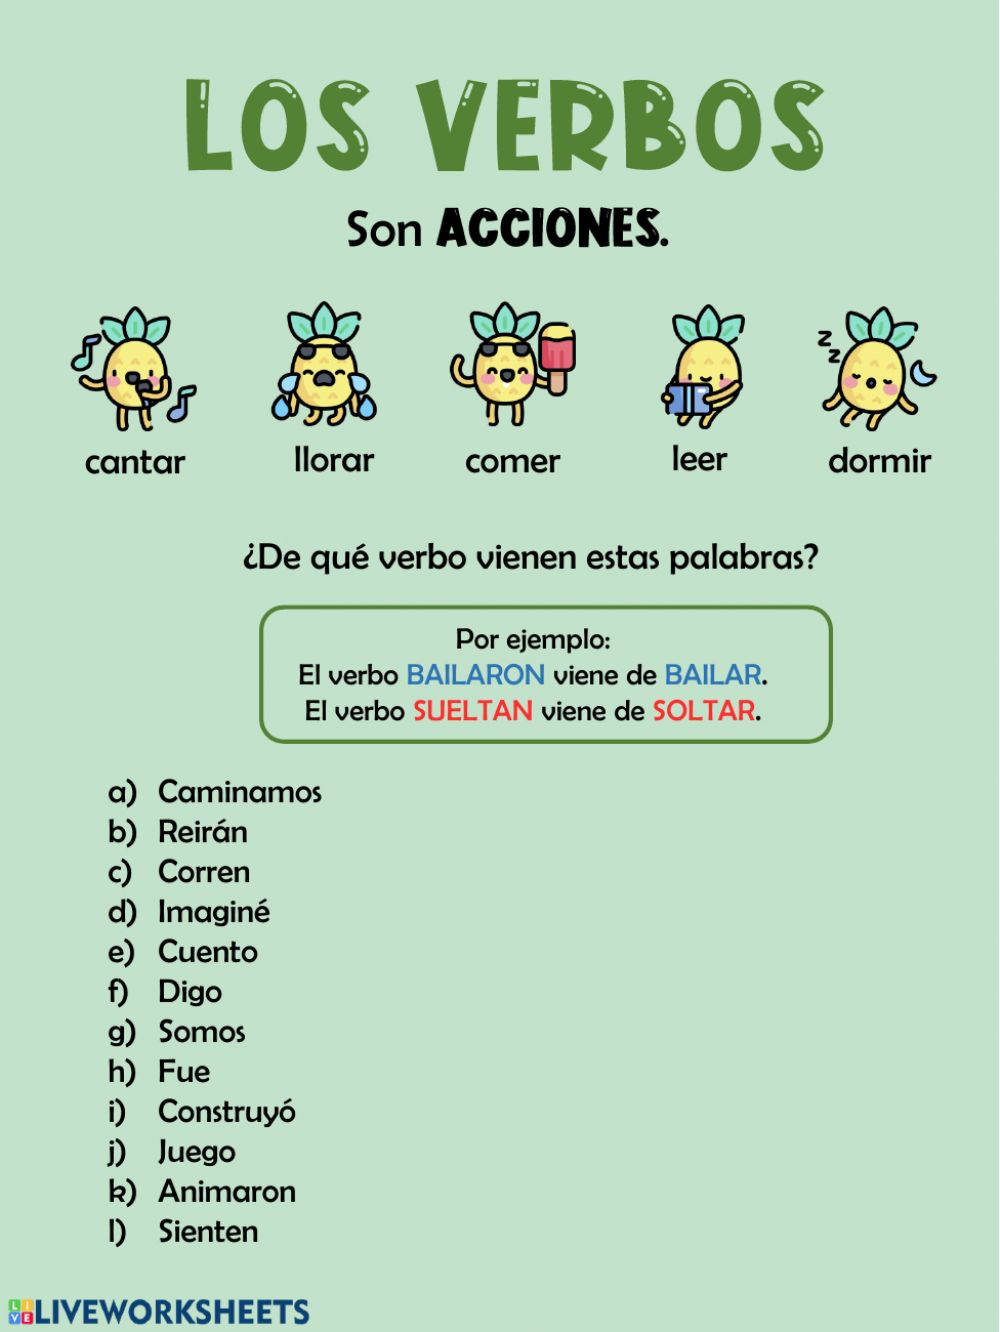 LOS VERBOS
Son ACCIONES.
z
z
z
cantar llorar comer leer dormir
¿De qué verbo vienen estas palabras?
Por ejemplo:
El verbo BAILARON viene de BAILAR.
El verbo SUELTAN viene de SOLTAR.
a) Caminamos
b) Reirán
c) Corren
d) Imaginé
e) Cuento
f) Digo
g) Somos
h) Fue
i) Construyó
j) Juego
k) Animaron
l) Sienten
LIVE LIVEWORKSHEETS